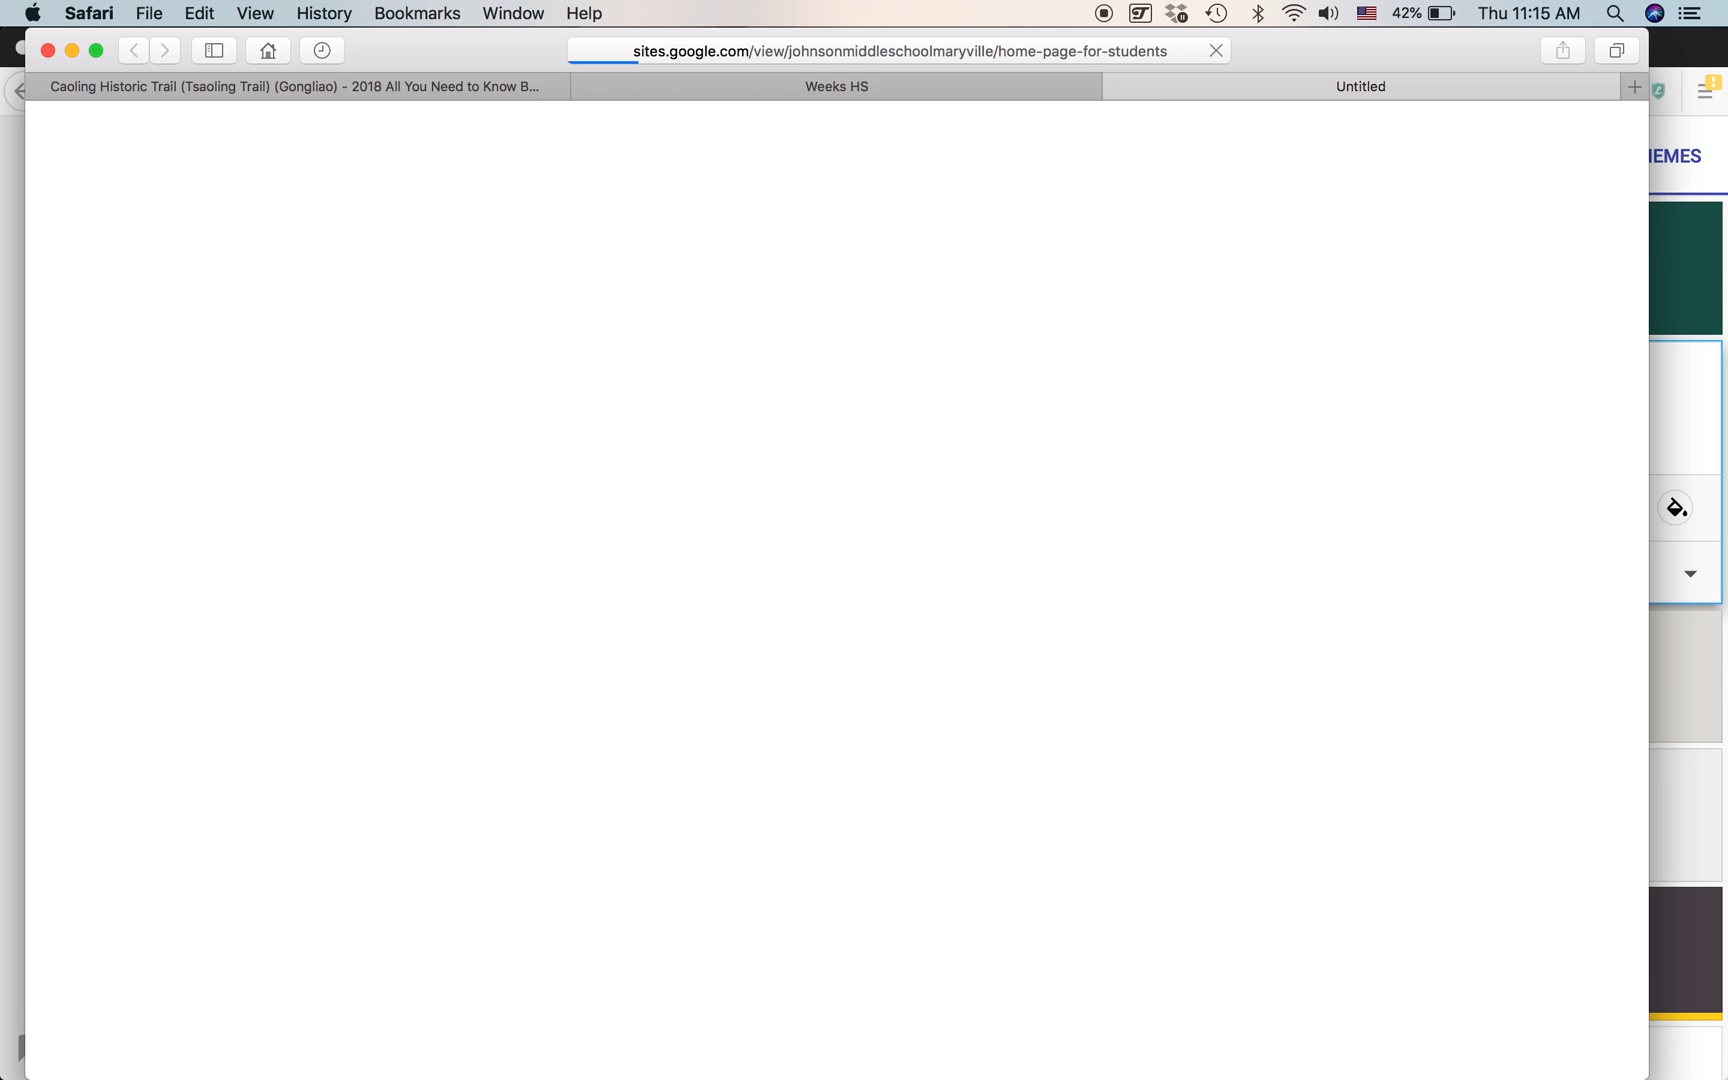 Safari File Edit View History Bookmarks Window Help 42% Thu 11:15 AM
sites.google.com/view/johnsonmiddleschoolmaryville/home-page-for-students
Caoling Historic Trail (Tsaoling Trail) (Gongliao) - 2018 All You Need to Know B... Weeks HS Untitled
EMES